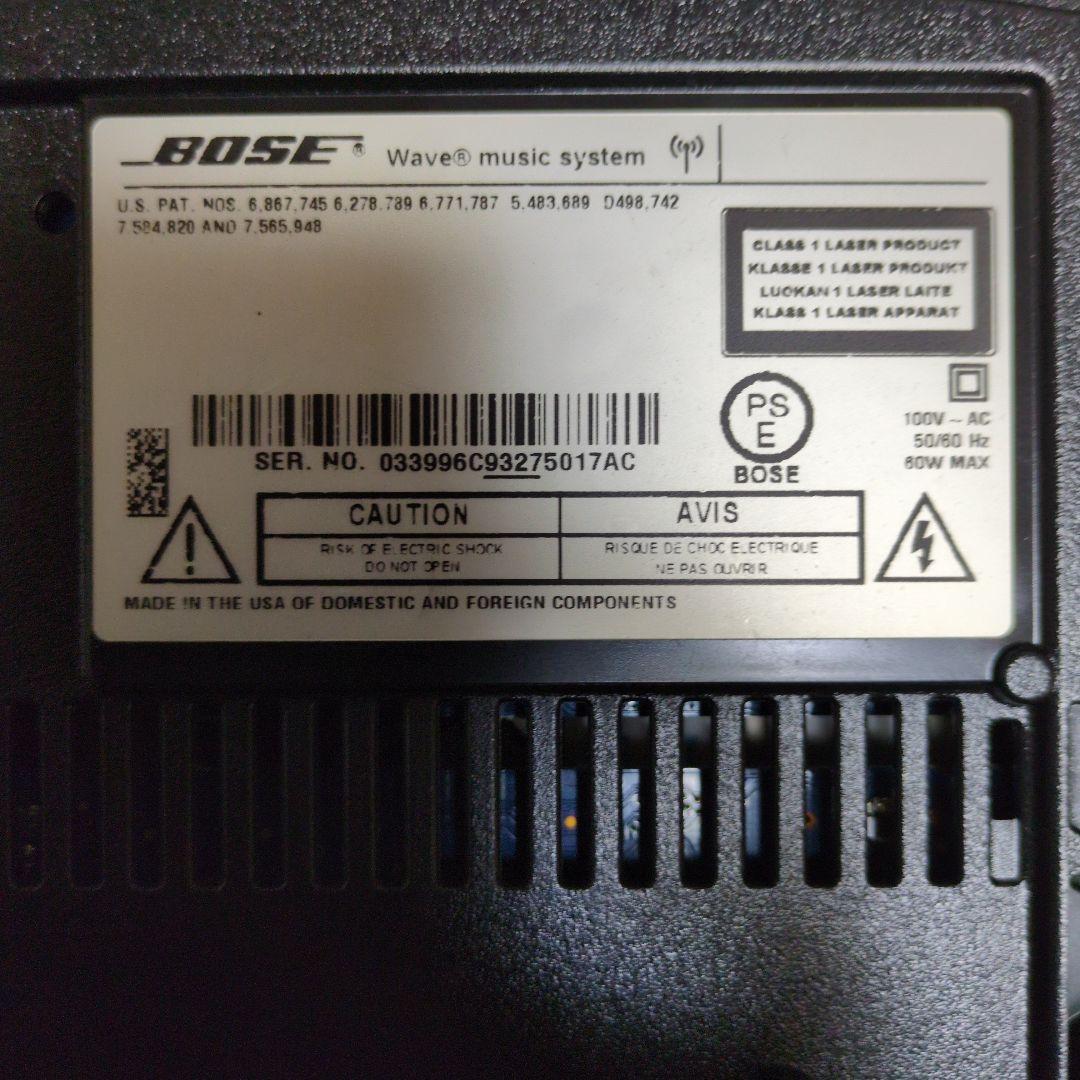 BOSE® Wave® music system
U.S. PAT. NOS. 6,867,745 6,278,789 6,771,787 5,483,689 D498,742
7,584,820 AND 7,565,948
CLASS 1 LASER PRODUCT
KLASSE 1 LASER PRODUKT
LUOKAN 1 LASER LAITE
KLASS 1 LASER APPARAT
PS
E
BOSE
100V ~ AC
50/60 Hz
60W MAX
SER. NO. 033996C93275017AC
CAUTION
RISK OF ELECTRIC SHOCK
DO NOT OPEN
AVIS
RISQUE DE CHOC ELECTRIQUE
NE PAS OUVRIR
MADE IN THE USA OF DOMESTIC AND FOREIGN COMPONENTS